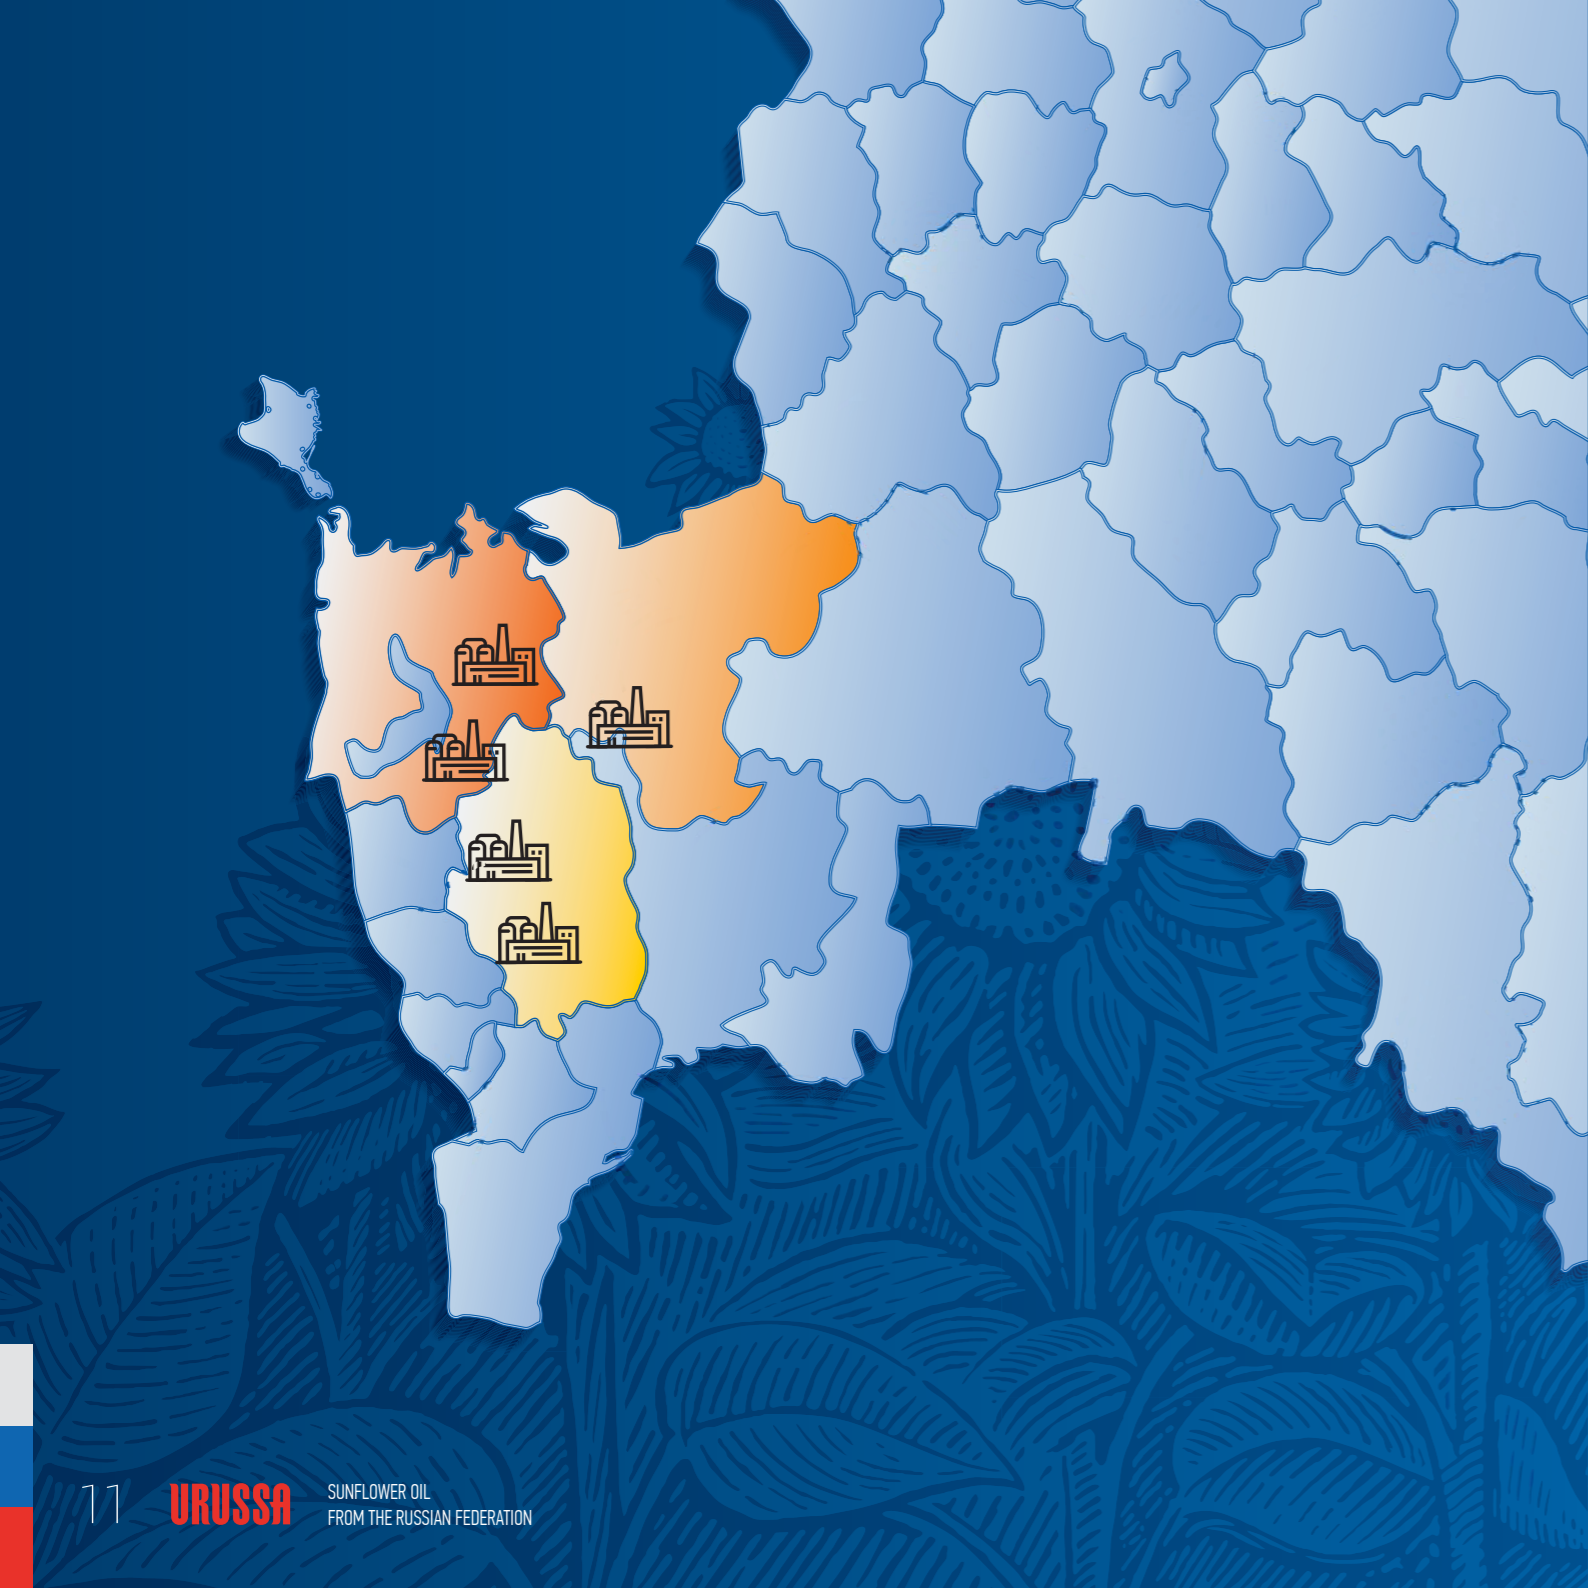 11
URUSSA
SUNFLOWER OIL
FROM THE RUSSIAN FEDERATION